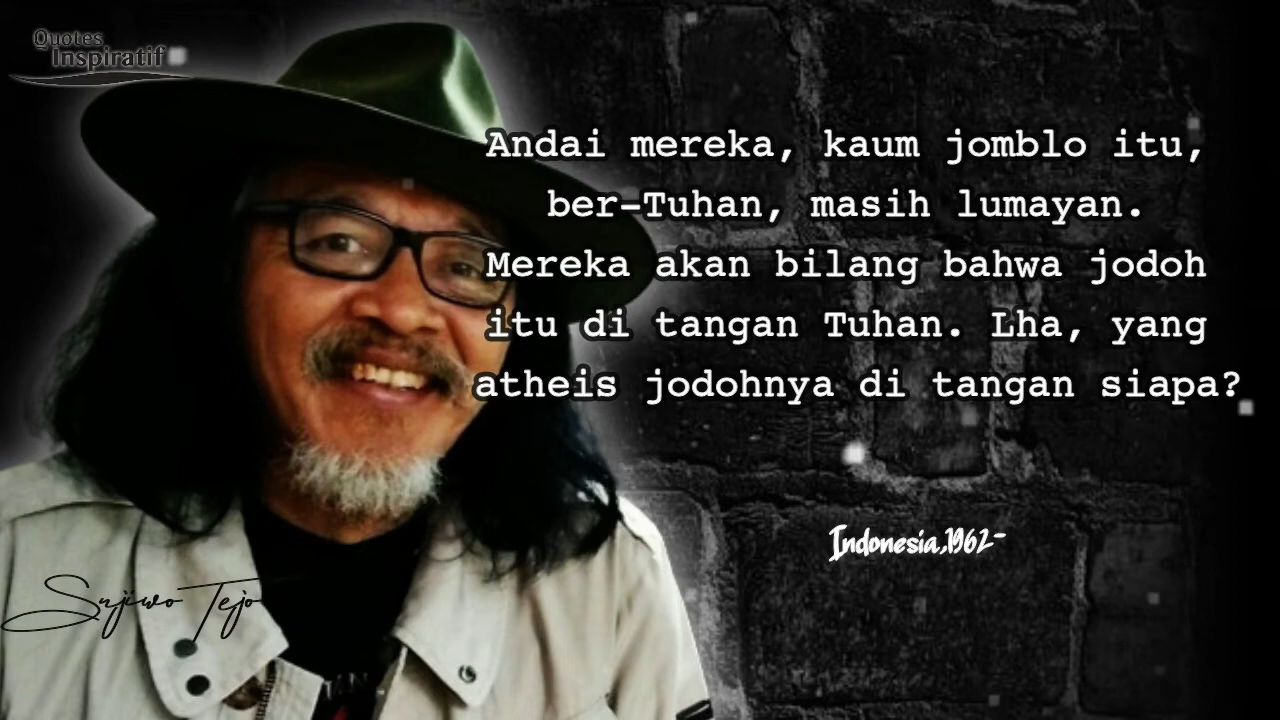 Quotes
Inspiratif
Andai mereka, kaum jomblo itu,
ber-Tuhan, masih lumayan.
Mereka akan bilang bahwa jodoh
itu di tangan Tuhan. Lha, yang
atheis jodohnya di tangan siapa?
Indonesia,1962-
Sujiwo Tejo